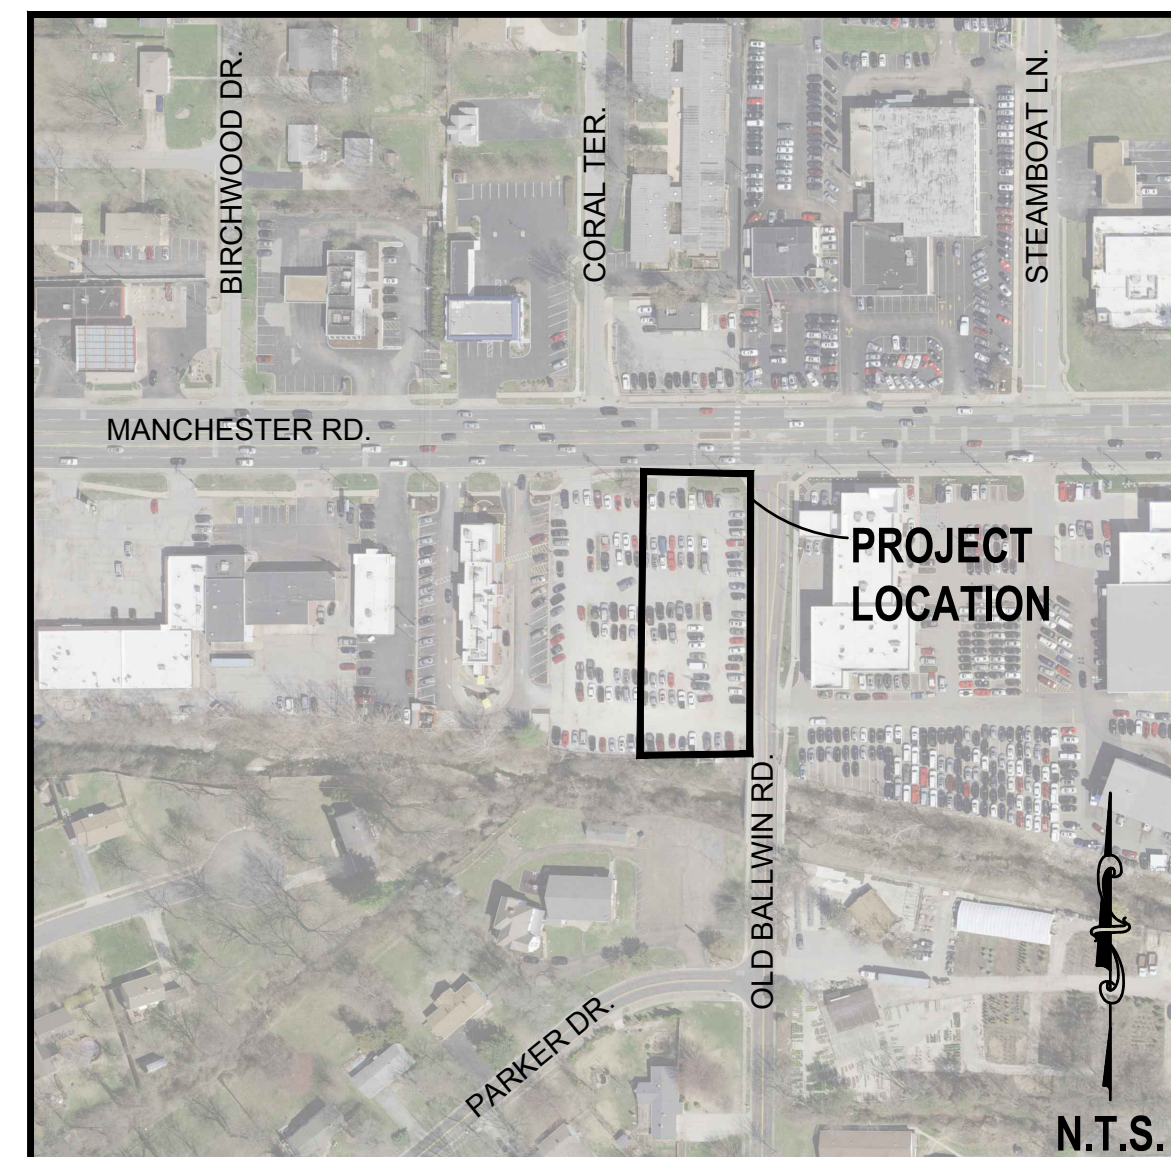 BIRCHWOOD DR.
CORAL TER.
STEAMBOAT LN.
MANCHESTER RD.
PROJECT
LOCATION
OLD BALLWIN RD.
PARKER DR.
N.T.S.